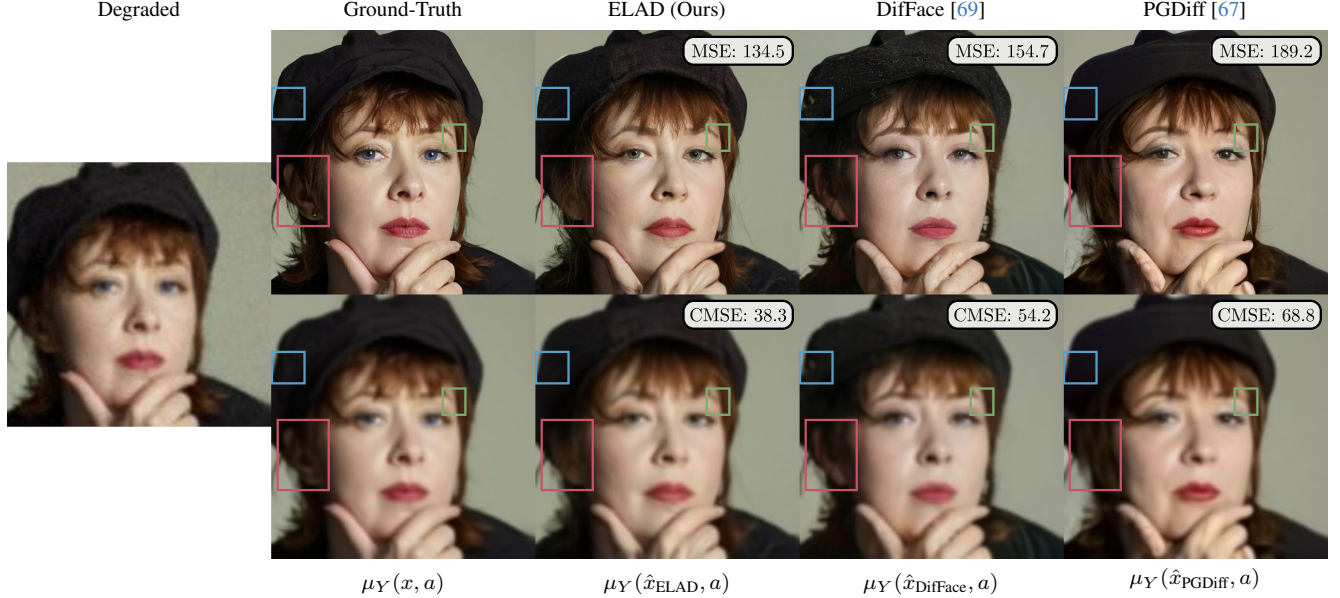 Degraded Ground-Truth ELAD (Ours) DifFace [69] PGDiff [67]
MSE: 134.5 MSE: 154.7 MSE: 189.2
CMSE: 38.3 CMSE: 54.2 CMSE: 68.8
μ_Y(x, a) μ_Y(x̂_ELAD, a) μ_Y(x̂_DifFace, a) μ_Y(x̂_PGDiff, a)